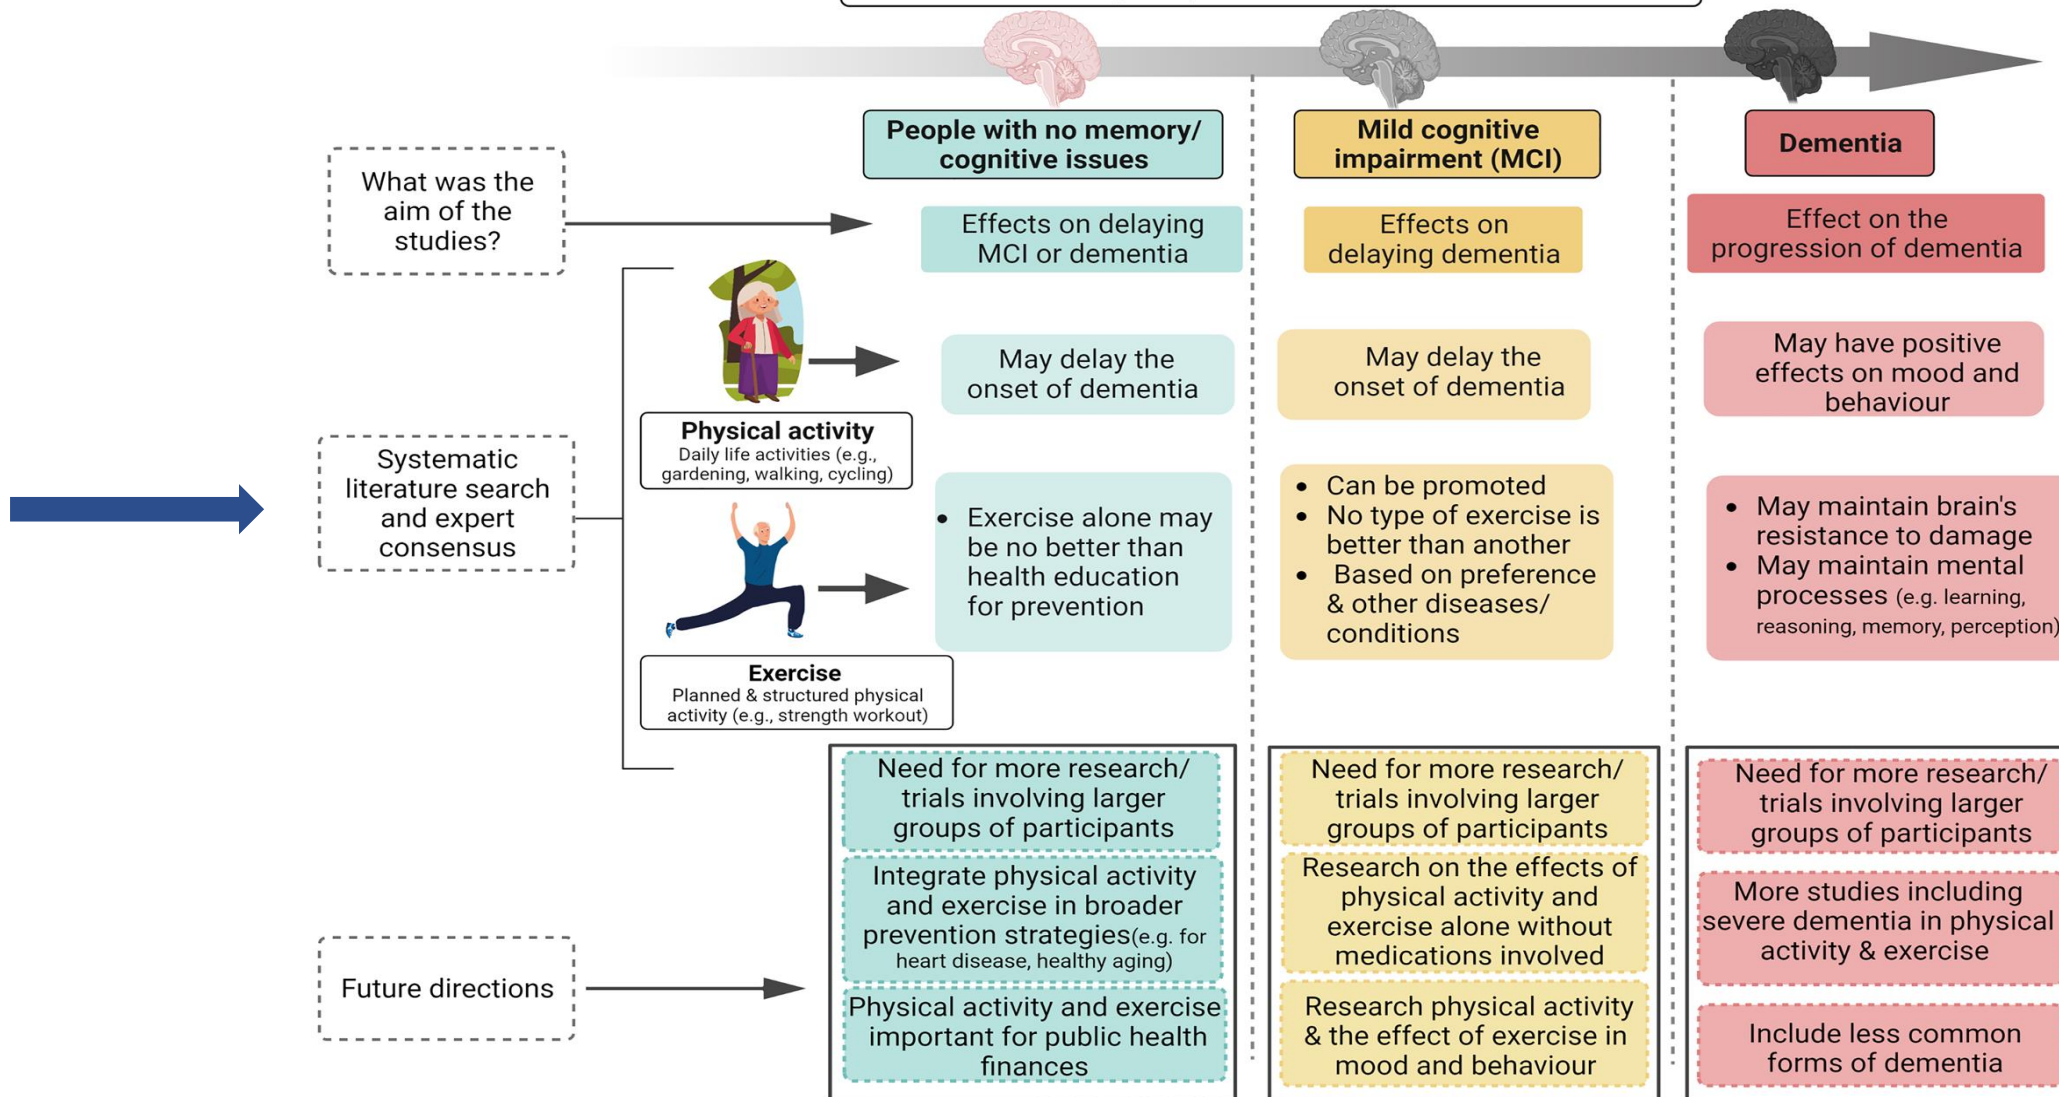 People with no memory/
cognitive issues
Mild cognitive
impairment (MCI)
Dementia
What was the
aim of the
studies?
Effects on delaying
MCI or dementia
Effects on
delaying dementia
Effect on the
progression of dementia
Systematic
literature search
and expert
consensus
Physical activity
Daily life activities (e.g.,
gardening, walking, cycling)
May delay the
onset of dementia
May delay the
onset of dementia
May have positive
effects on mood and
behaviour
Exercise
Planned & structured physical
activity (e.g., strength workout)
• Exercise alone may
be no better than
health education
for prevention
• Can be promoted
• No type of exercise is
better than another
• Based on preference
& other diseases/
conditions
• May maintain brain's
resistance to damage
• May maintain mental
processes (e.g. learning,
reasoning, memory, perception)
Future directions
Need for more research/
trials involving larger
groups of participants
Integrate physical activity
and exercise in broader
prevention strategies(e.g. for
heart disease, healthy aging)
Physical activity and exercise
important for public health
finances
Need for more research/
trials involving larger
groups of participants
Research on the effects of
physical activity and
exercise alone without
medications involved
Research physical activity
& the effect of exercise in
mood and behaviour
Need for more research/
trials involving larger
groups of participants
More studies including
severe dementia in physical
activity & exercise
Include less common
forms of dementia